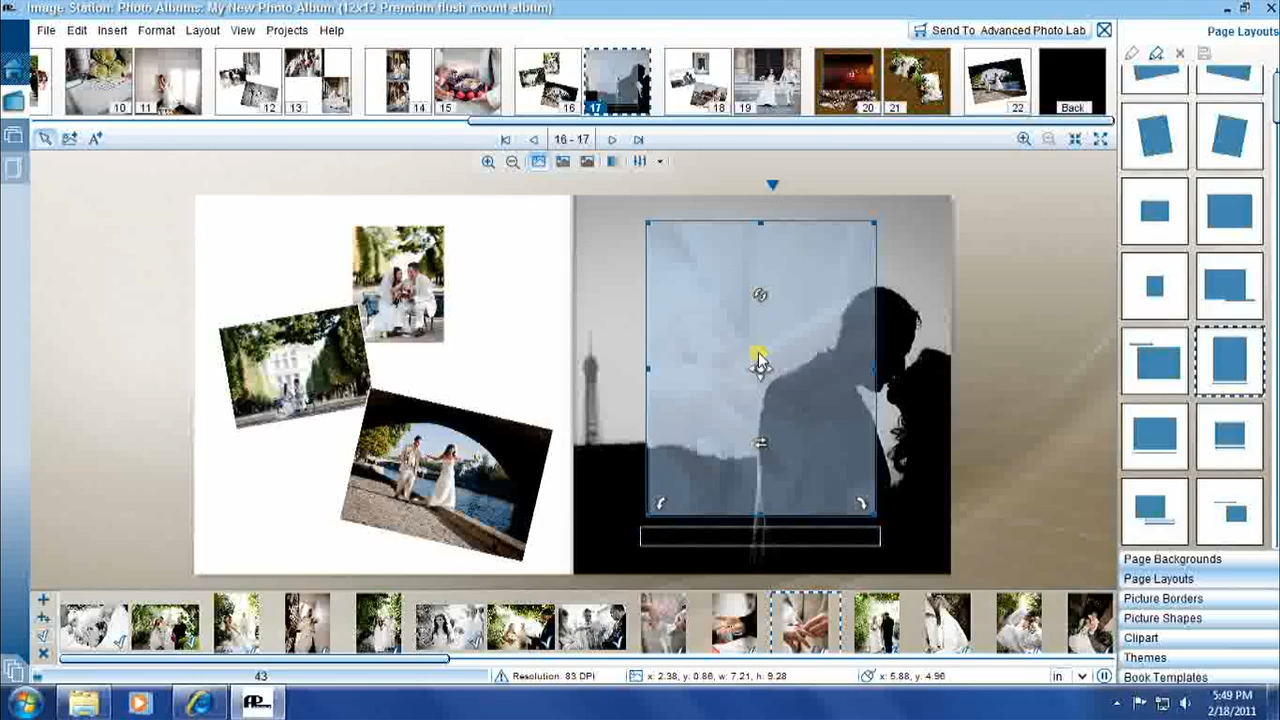 Image Station: Photo Albums: My New Photo Album (12x12 Premium flush mount album)
File Edit Insert Format Layout View Projects Help
Send To Advanced Photo Lab
Page Layouts
10 11 12 13 14 15 16 17 18 19 20 21 22 Back
16 - 17
Page Backgrounds
Page Layouts
Picture Borders
Picture Shapes
Clipart
Themes
Book Templates
43
Resolution: 83 DPI
x: 2.38, y: 0.86, w: 7.21, h: 9.28
x: 5.88, y: 4.96
in
AP
5:49 PM
2/18/2011